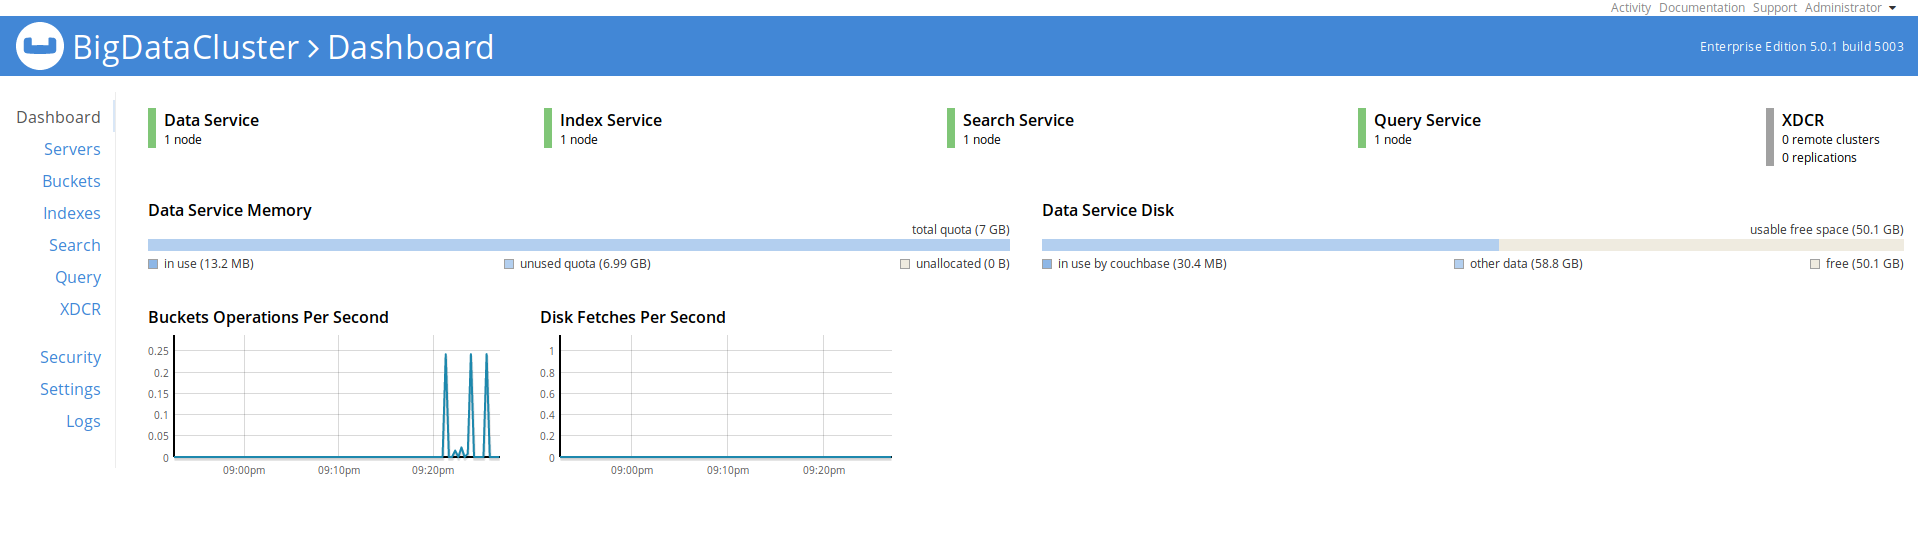 Activity Documentation Support Administrator
BigDataCluster > Dashboard
Enterprise Edition 5.0.1 build 5003
Dashboard
Servers
Buckets
Indexes
Search
Query
XDCR
Security
Settings
Logs
Data Service
1 node
Index Service
1 node
Search Service
1 node
Query Service
1 node
XDCR
0 remote clusters
0 replications
Data Service Memory
total quota (7 GB)
in use (13.2 MB)
unused quota (6.99 GB)
unallocated (0 B)
Data Service Disk
usable free space (50.1 GB)
in use by couchbase (30.4 MB)
other data (58.8 GB)
free (50.1 GB)
Buckets Operations Per Second
0.25
0.2
0.15
0.1
0.05
0
09:00pm 09:10pm 09:20pm
Disk Fetches Per Second
1
0.8
0.6
0.4
0.2
0
09:00pm 09:10pm 09:20pm